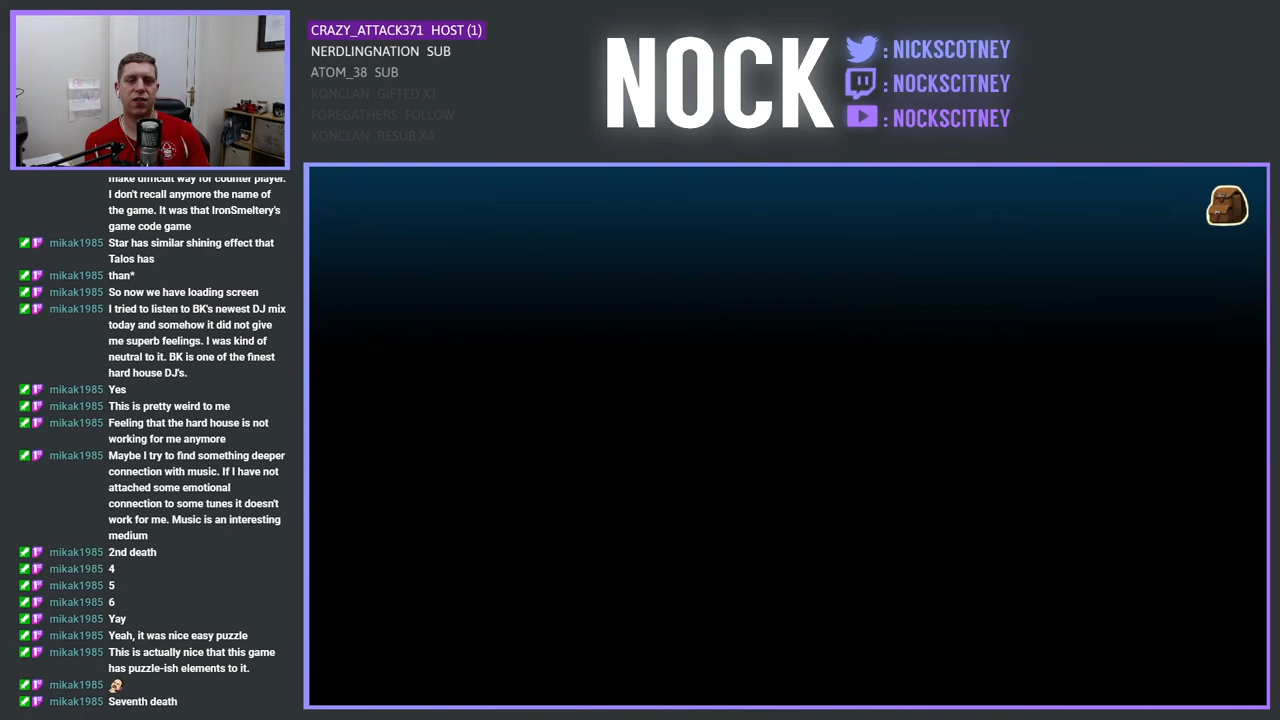 CRAZY_ATTACK371 HOST (1)
NERDLINGNATION SUB
ATOM_38 SUB
KONCLAN GIFTED X1
FOREGATHERS FOLLOW
KONCLAN RESUB X4
NOCK
: NICKSCOTNEY
: NOCKSCITNEY
: NOCKSCITNEY
make difficult way for counter player.
I don't recall anymore the name of
the game. It was that IronSmeltery's
game code game
mikak1985 Star has similar shining effect that
Talos has
mikak1985 than*
mikak1985 So now we have loading screen
mikak1985 I tried to listen to BK's newest DJ mix
today and somehow it did not give
me superb feelings. I was kind of
neutral to it. BK is one of the finest
hard house DJ's.
mikak1985 Yes
mikak1985 This is pretty weird to me
mikak1985 Feeling that the hard house is not
working for me anymore
mikak1985 Maybe I try to find something deeper
connection with music. If I have not
attached some emotional
connection to some tunes it doesn't
work for me. Music is an interesting
medium
mikak1985 2nd death
mikak1985 4
mikak1985 5
mikak1985 6
mikak1985 Yay
mikak1985 Yeah, it was nice easy puzzle
mikak1985 This is actually nice that this game
has puzzle-ish elements to it.
mikak1985
mikak1985 Seventh death